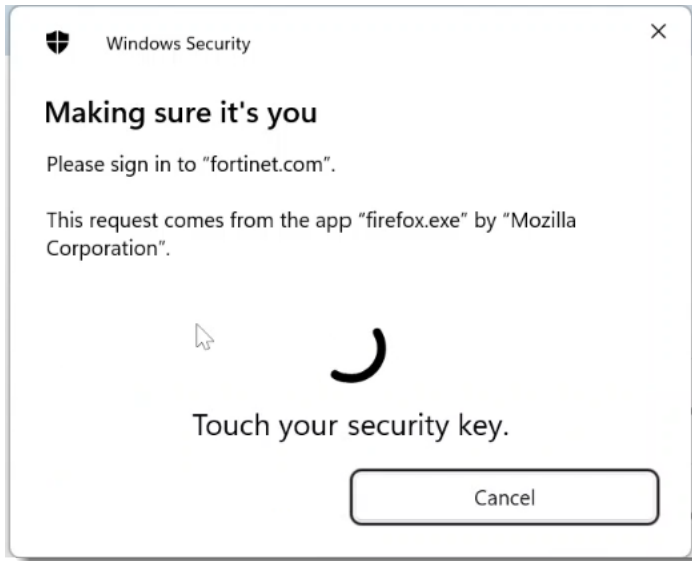 Windows Security
Making sure it's you
Please sign in to “fortinet.com”.
This request comes from the app “firefox.exe” by “Mozilla
Corporation”.
Touch your security key.
Cancel